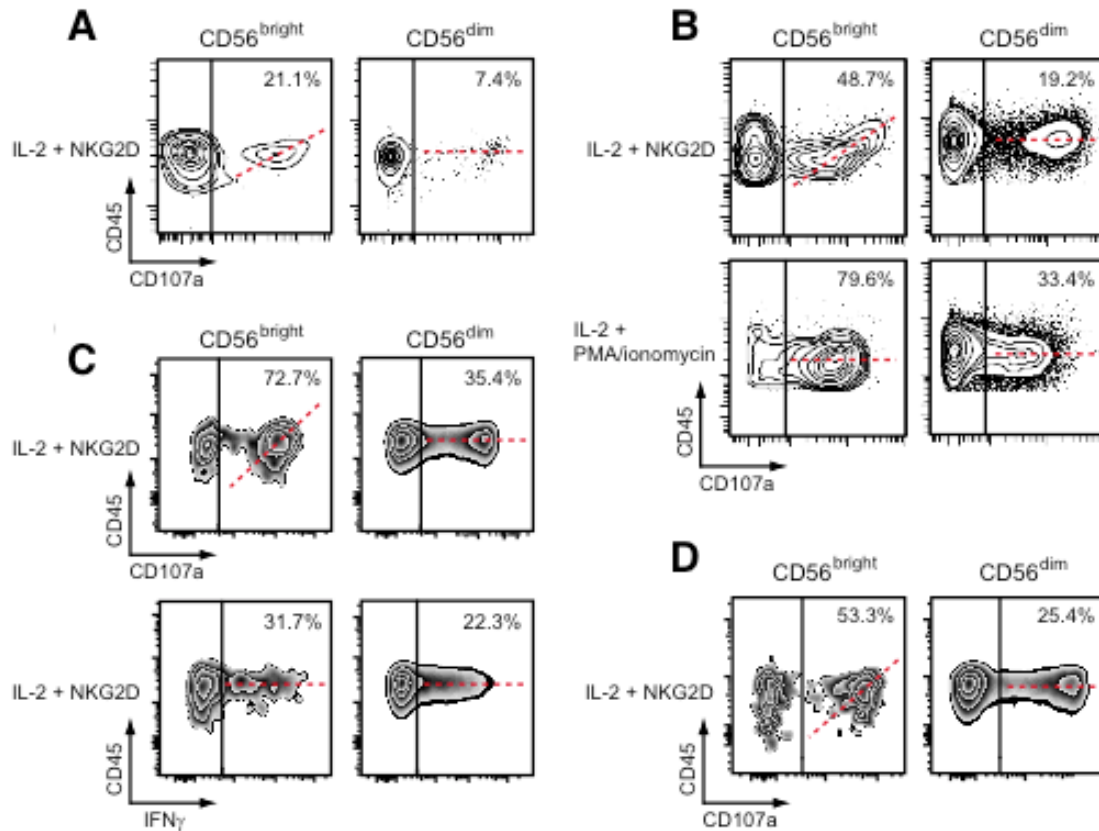 A
CD56bright
CD56dim
21.1%
7.4%
IL-2 + NKG2D
CD45
CD107a
B
CD56bright
CD56dim
48.7%
19.2%
IL-2 + NKG2D
79.6%
33.4%
IL-2 +
PMA/ionomycin
CD45
CD107a
C
CD56bright
CD56dim
72.7%
35.4%
IL-2 + NKG2D
CD45
CD107a
31.7%
22.3%
IL-2 + NKG2D
CD45
IFNγ
D
CD56bright
CD56dim
53.3%
25.4%
IL-2 + NKG2D
CD45
CD107a